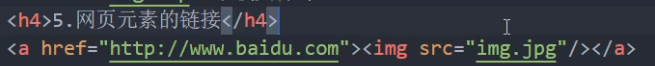 <h4>5.网页元素的链接</h4>
<a href="http://www.baidu.com"><img src="img.jpg"/></a>